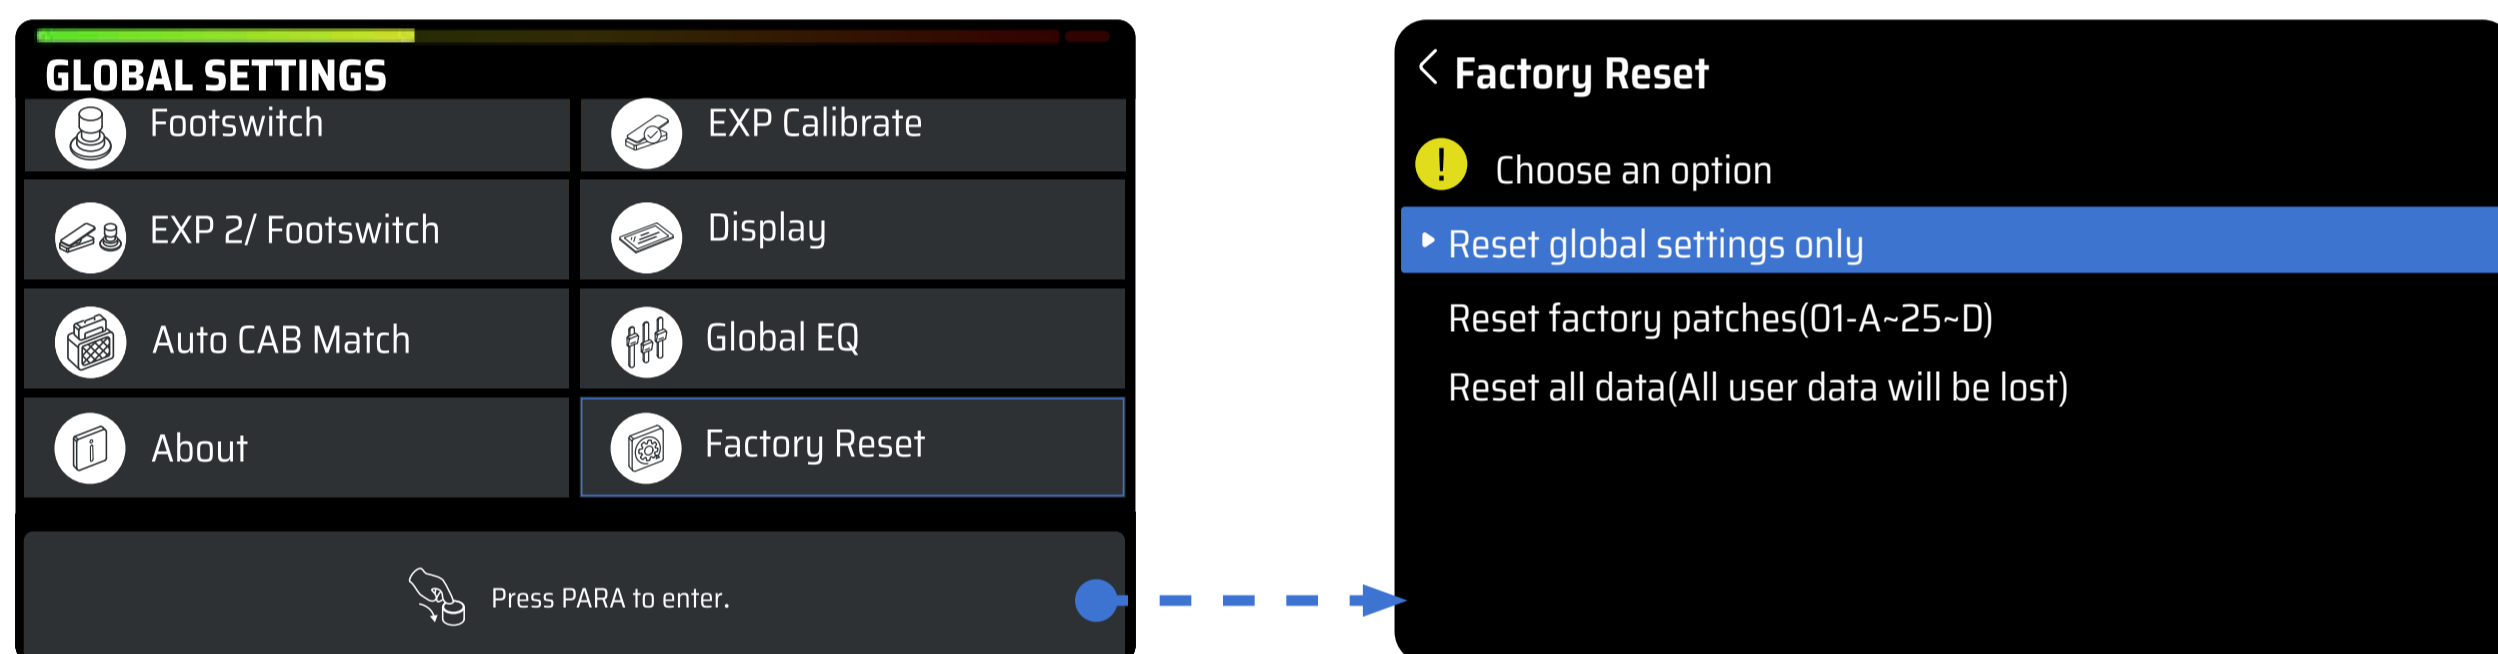 GLOBAL SETTINGS
Footswitch
EXP Calibrate
EXP 2/ Footswitch
Display
Auto CAB Match
Global EQ
About
Factory Reset
Press PARA to enter.
Factory Reset
! Choose an option
Reset global settings only
Reset factory patches(01-A~25~D)
Reset all data(All user data will be lost)